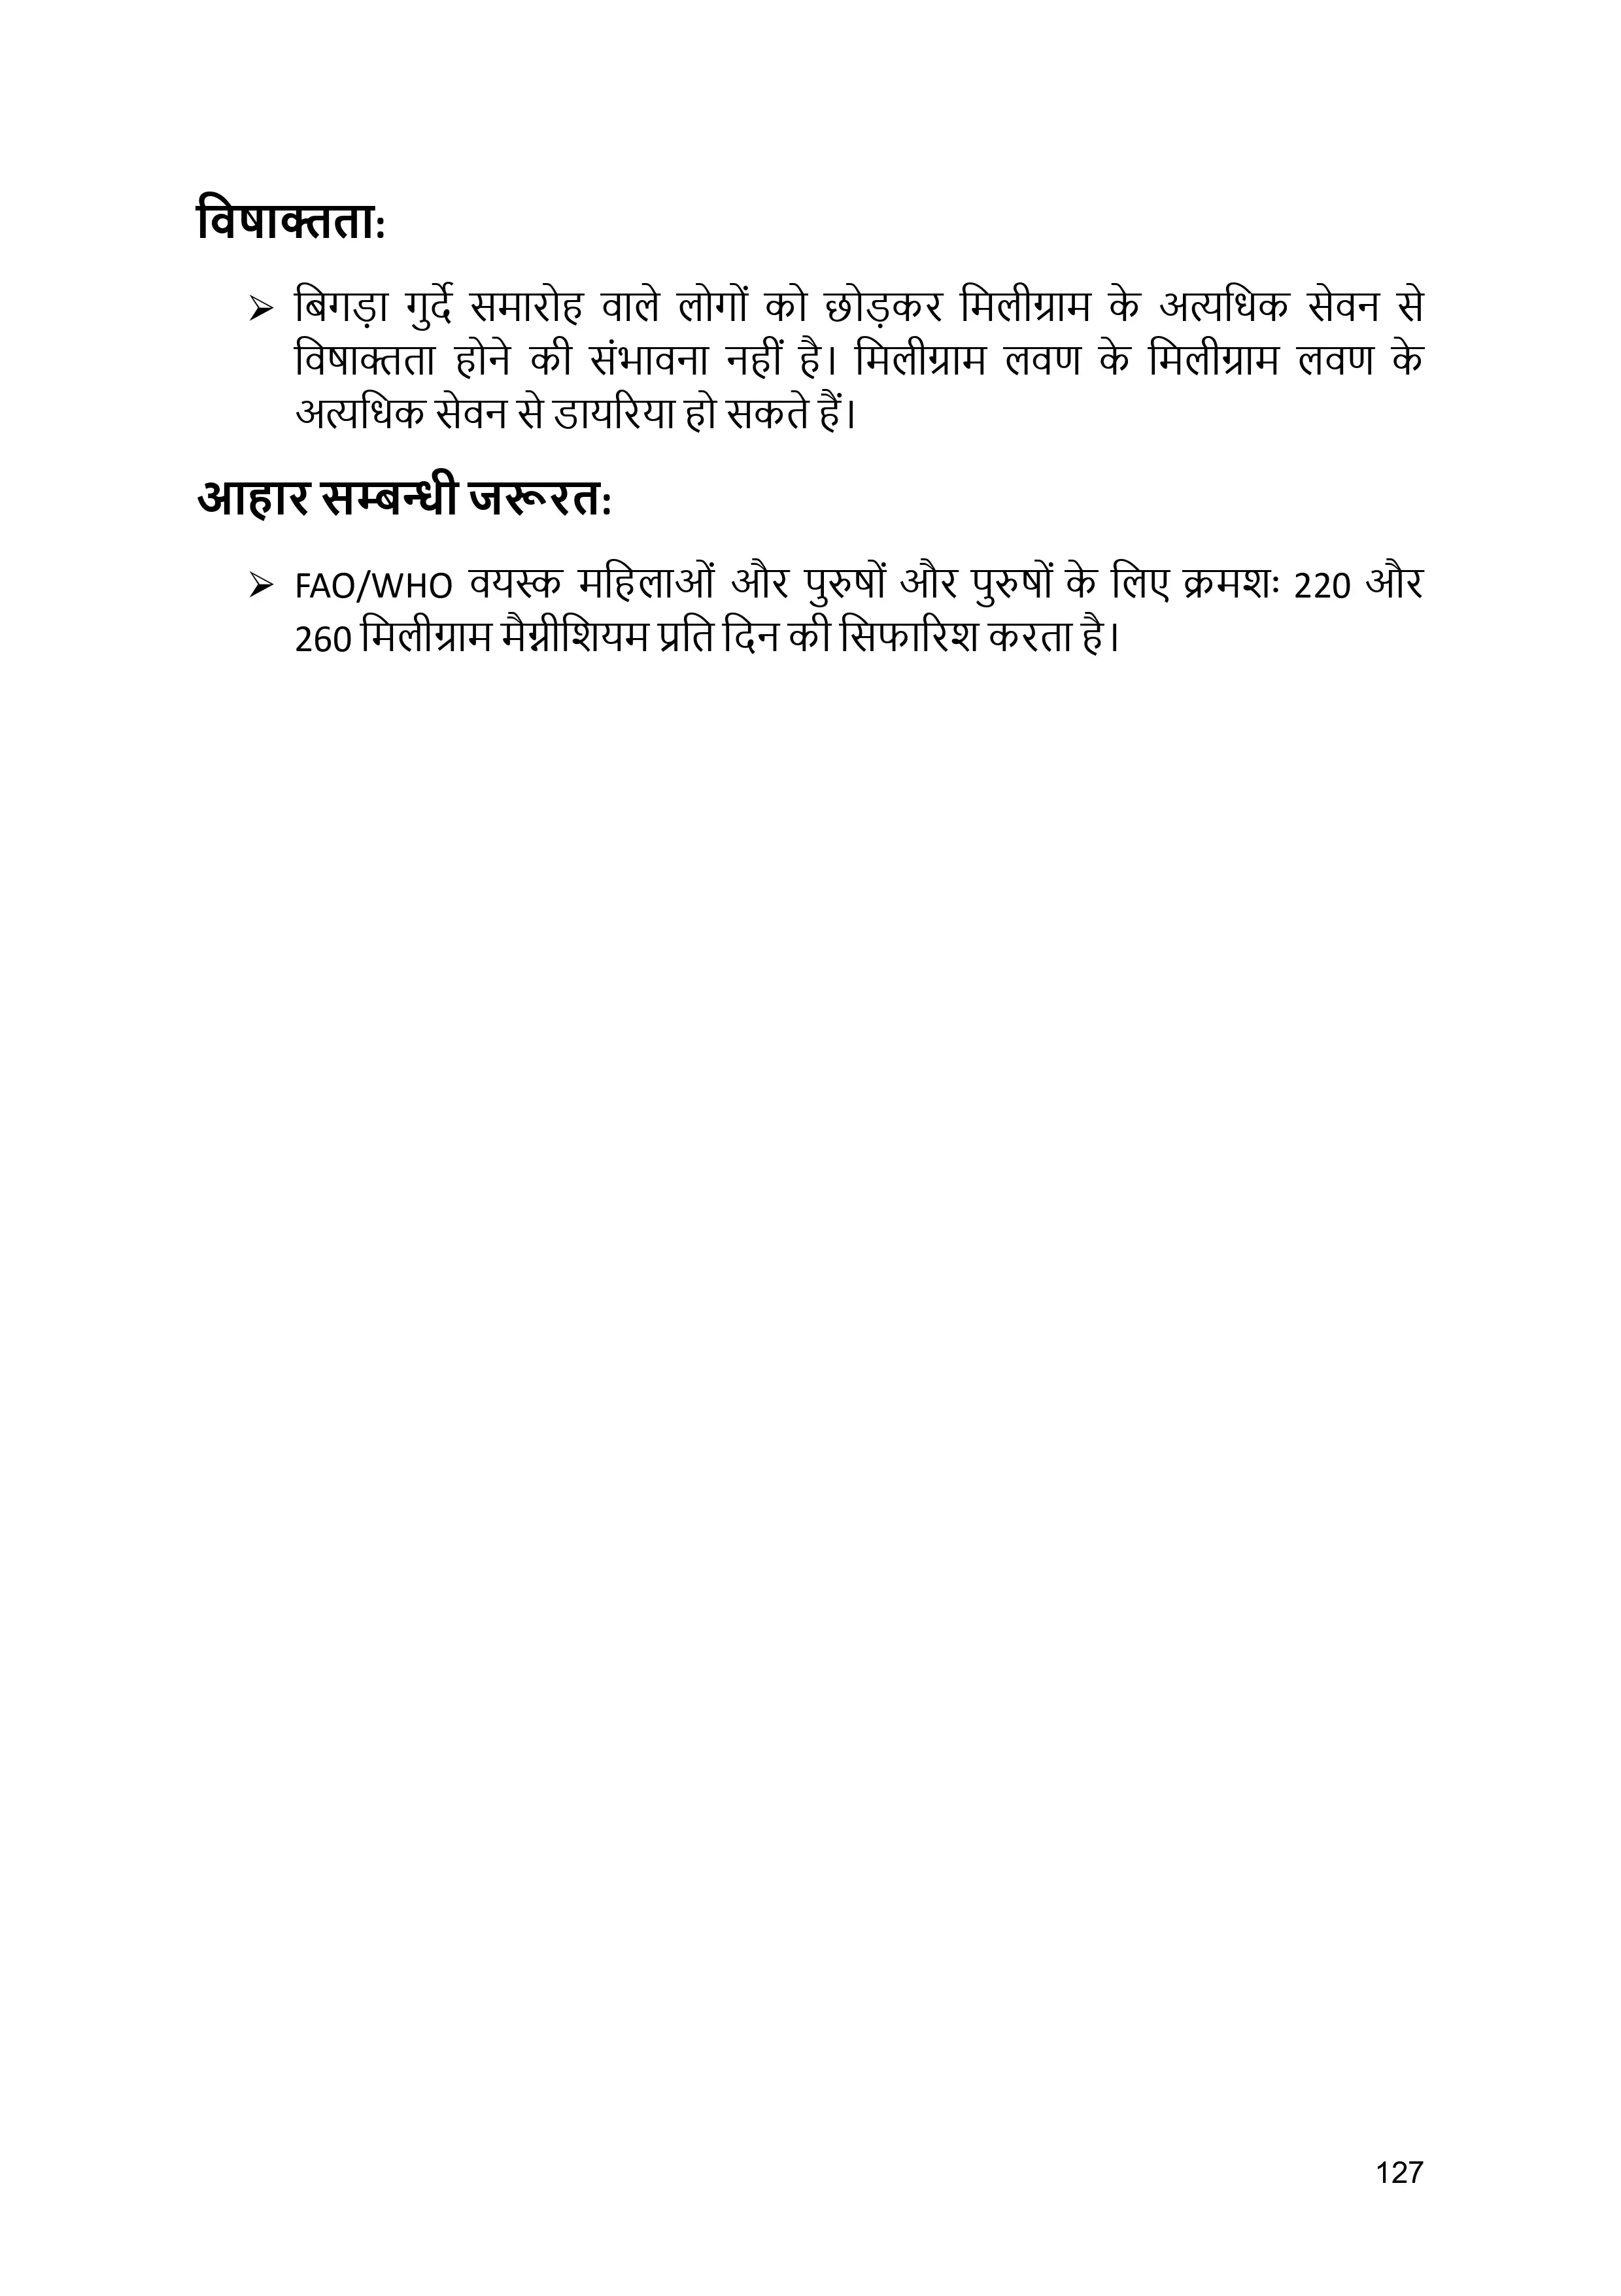 विषाक्तता:
➢ बिगड़ा गुर्दे समारोह वाले लोगों को छोड़कर मिलीग्राम के अत्यधिक सेवन से
विषाक्तता होने की संभावना नहीं है। मिलीग्राम लवण के मिलीग्राम लवण के
अत्यधिक सेवन से डायरिया हो सकते हैं।
आहार सम्बन्धी जरूरत:
➢ FAO/WHO वयस्क महिलाओं और पुरुषों और पुरुषों के लिए क्रमशः 220 और
260 मिलीग्राम मैग्नीशियम प्रति दिन की सिफारिश करता है।
127